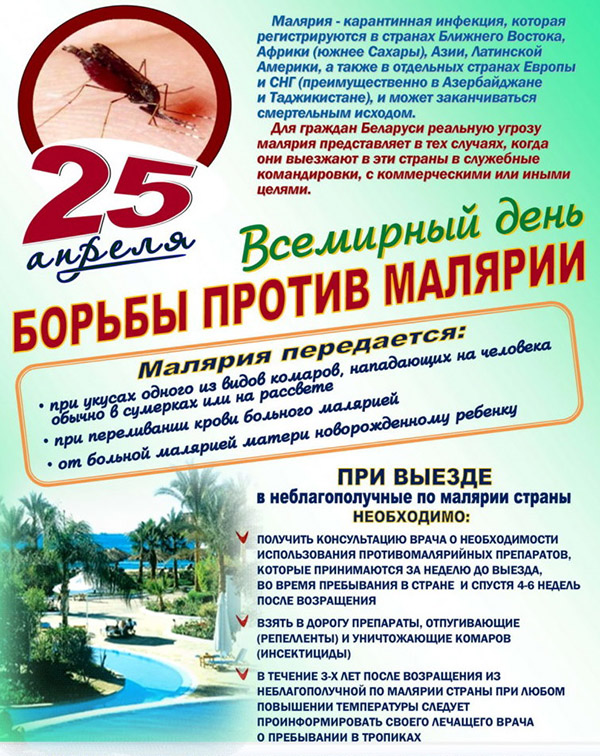 Малярия - карантинная инфекция, которая
регистрируются в странах Ближнего Востока,
Африки (южнее Сахары), Азии, Латинской
Америки, а также в отдельных странах Европы
и СНГ (преимущественно в Азербайджане
и Таджикистане), и может заканчиваться
смертельным исходом.
Для граждан Беларуси реальную угрозу
малярия представляет в тех случаях, когда
они выезжают в эти страны в служебные
командировки, с коммерческими или иными
целями.
25
апреля
Всемирный день
БОРЬБЫ ПРОТИВ МАЛЯРИИ
Малярия передается:
• при укусах одного из видов комаров, нападающих на человека
обычно в сумерках или на рассвете
• при переливании крови больного малярией
• от больной малярией матери новорожденному ребенку
ПРИ ВЫЕЗДЕ
в неблагополучные по малярии страны
НЕОБХОДИМО:
ПОЛУЧИТЬ КОНСУЛЬТАЦИЮ ВРАЧА О НЕОБХОДИМОСТИ
ИСПОЛЬЗОВАНИЯ ПРОТИВОМАЛЯРИЙНЫХ ПРЕПАРАТОВ,
КОТОРЫЕ ПРИНИМАЮТСЯ ЗА НЕДЕЛЮ ДО ВЫЕЗДА,
ВО ВРЕМЯ ПРЕБЫВАНИЯ В СТРАНЕ И СПУСТЯ 4-6 НЕДЕЛЬ
ПОСЛЕ ВОЗВРАЩЕНИЯ
ВЗЯТЬ В ДОРОГУ ПРЕПАРАТЫ, ОТПУГИВАЮЩИЕ
(РЕПЕЛЛЕНТЫ) И УНИЧТОЖАЮЩИЕ КОМАРОВ
(ИНСЕКТИЦИДЫ)
В ТЕЧЕНИЕ 3-Х ЛЕТ ПОСЛЕ ВОЗВРАЩЕНИЯ ИЗ
НЕБЛАГОПОЛУЧНОЙ ПО МАЛЯРИИ СТРАНЫ ПРИ ЛЮБОМ
ПОВЫШЕНИИ ТЕМПЕРАТУРЫ СЛЕДУЕТ
ПРОИНФОРМИРОВАТЬ СВОЕГО ЛЕЧАЩЕГО ВРАЧА
О ПРЕБЫВАНИИ В ТРОПИКАХ